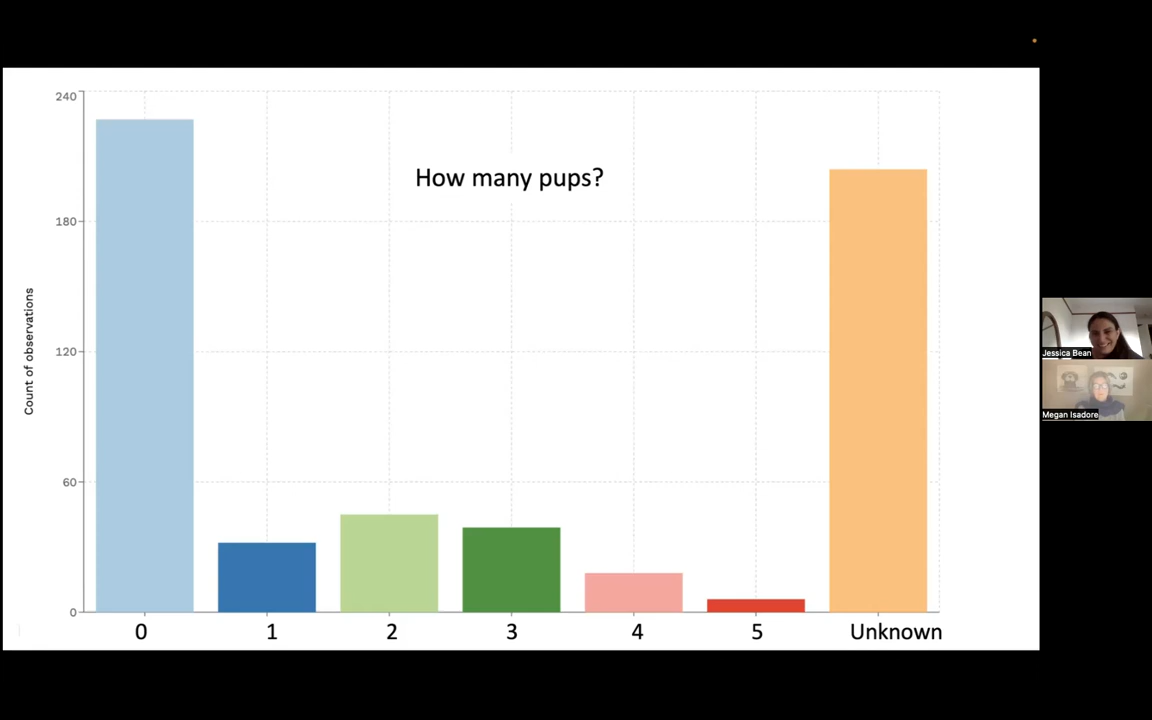 How many pups?
240
180
120
60
0
Count of observations
0 1 2 3 4 5 Unknown
Jessica Bean
Megan Isadore